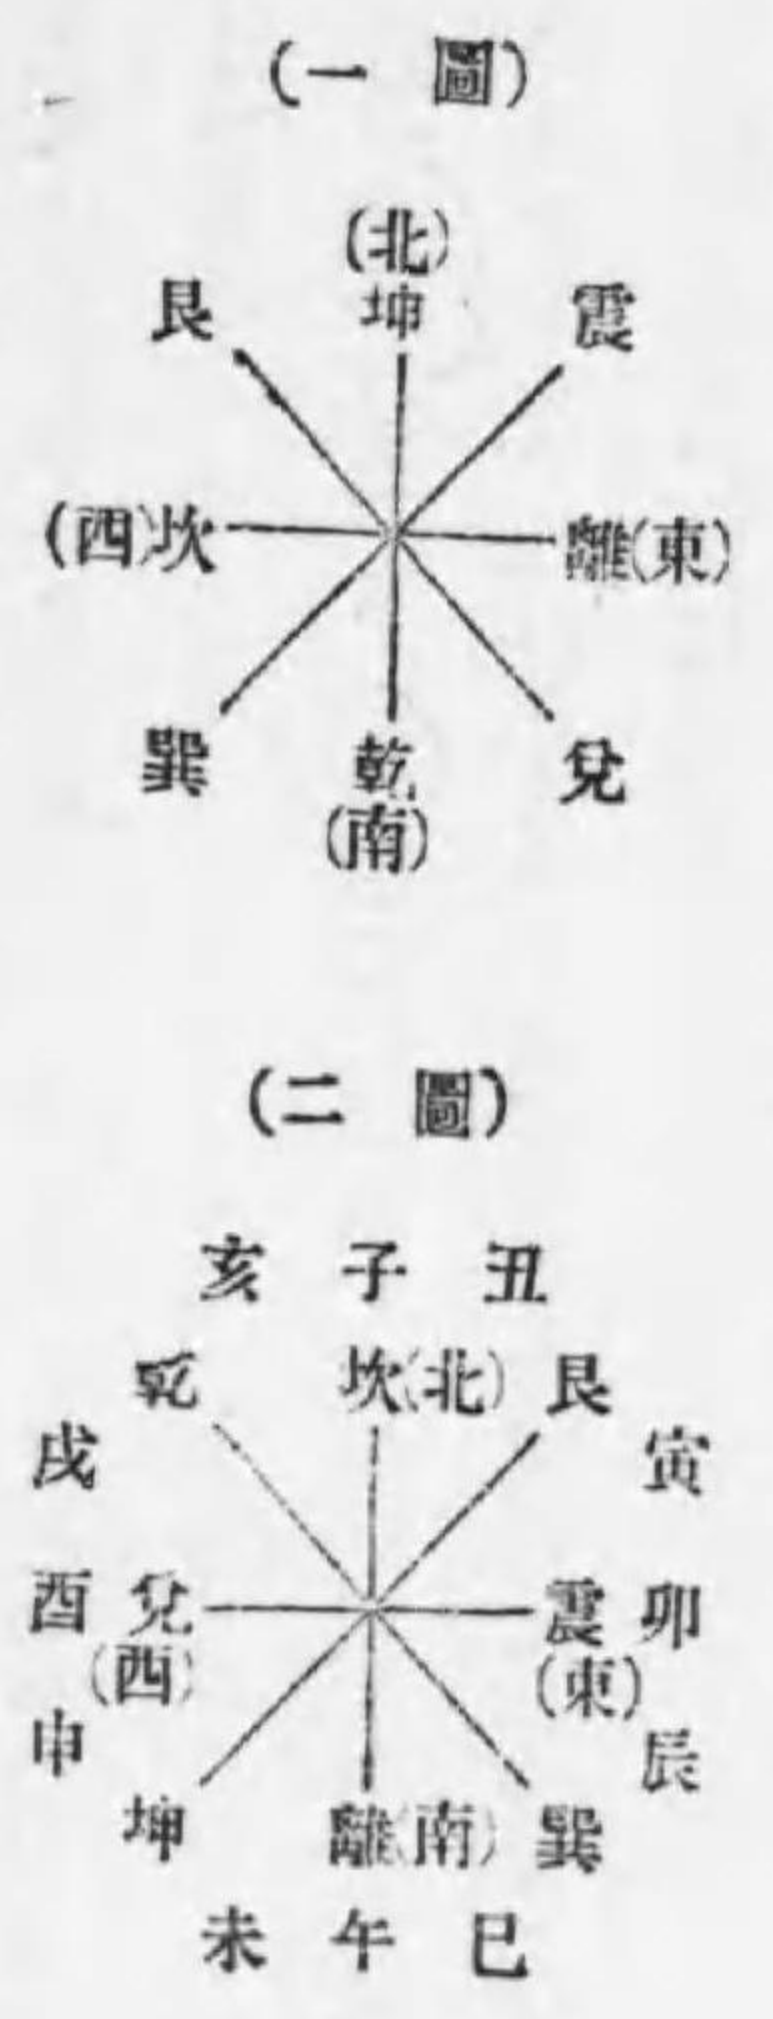 (一　圖)
(北)
艮　坤　震
(西)坎　離(東)
巽　乾　兌
(南)
(二　圖)
亥　子　丑
乾　坎(北)　艮
戌　寅
酉　兌　震　卯
(西)　(東)
申　辰
坤　離(南)　巽
未　午　巳